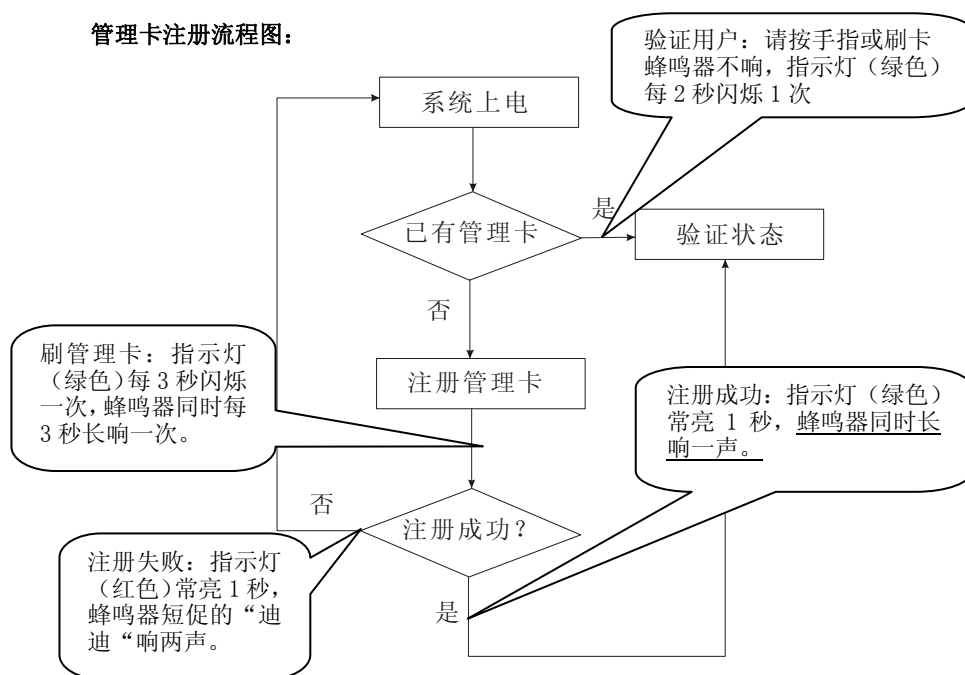 管理卡注册流程图：
验证用户：请按手指或刷卡
蜂鸣器不响，指示灯（绿色）
每 2 秒闪烁 1 次
系统上电
是
已有管理卡
验证状态
否
刷管理卡：指示灯
（绿色）每 3 秒闪烁
一次，蜂鸣器同时每
3 秒长响一次。
注册管理卡
注册成功：指示灯（绿色）
常亮 1 秒，蜂鸣器同时长
响一声。
否
注册成功？
注册失败：指示灯
（红色）常亮 1 秒，
蜂鸣器短促的“迪
迪“响两声。
是